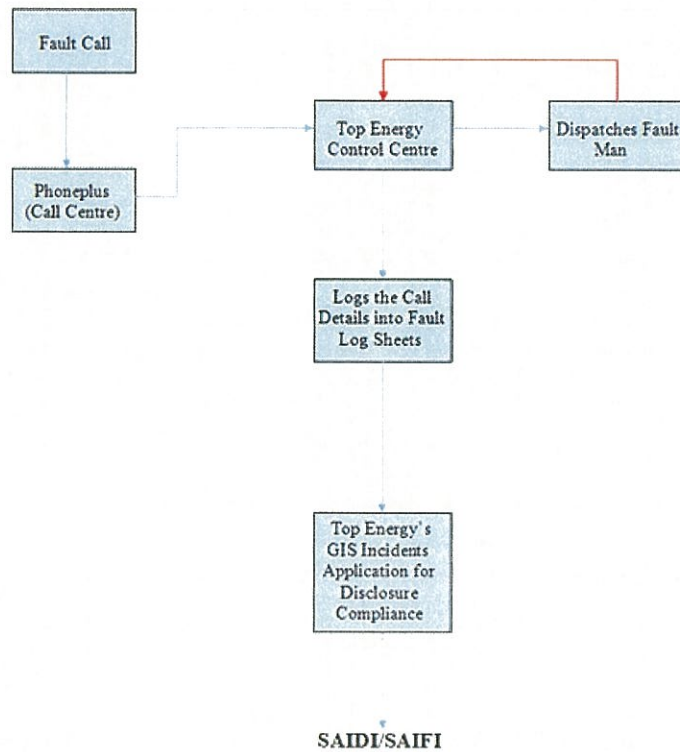 Fault Call
Top Energy
Control Centre
Dispatches Fault
Man
Phoneplus
(Call Centre)
Logs the Call
Details into Fault
Log Sheets
Top Energy's
GIS Incidents
Application for
Disclosure
Compliance
SAIDI/SAIFI